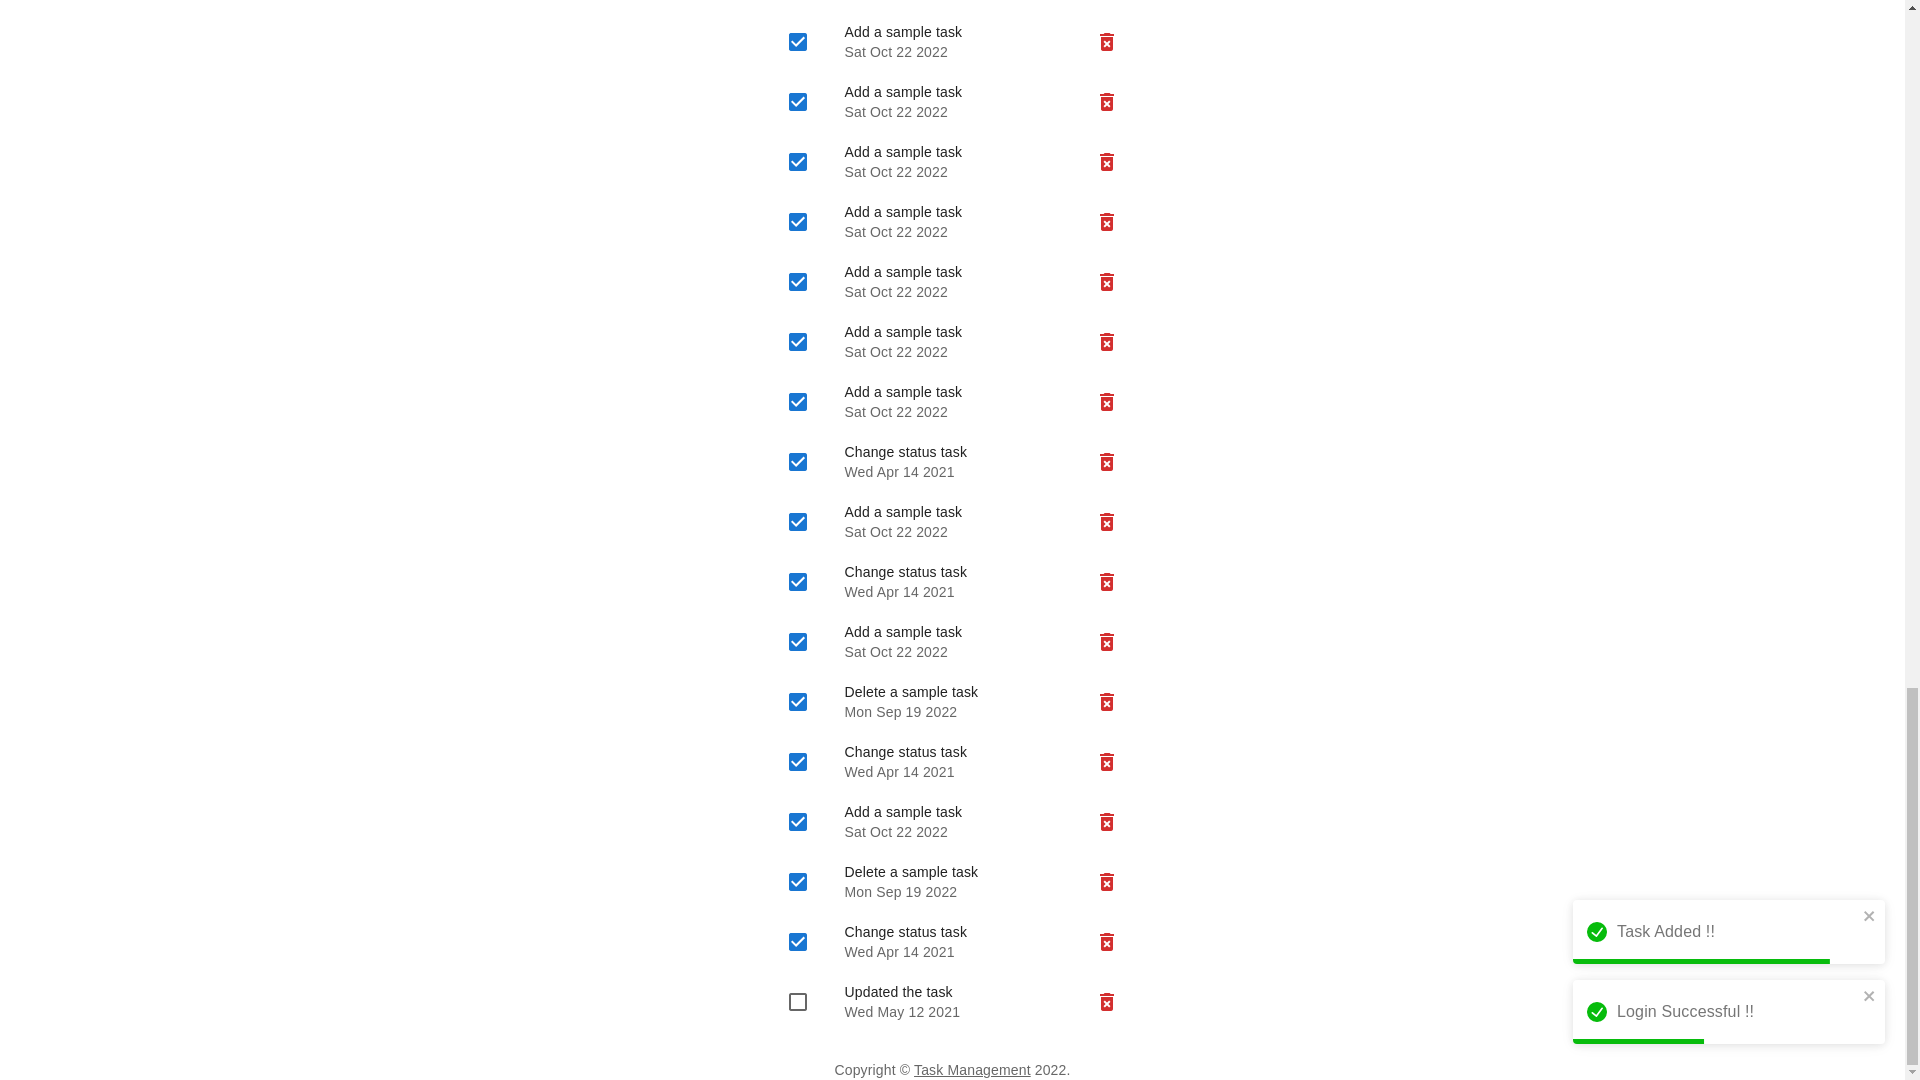 Add a sample task
Sat Oct 22 2022
Add a sample task
Sat Oct 22 2022
Add a sample task
Sat Oct 22 2022
Add a sample task
Sat Oct 22 2022
Add a sample task
Sat Oct 22 2022
Add a sample task
Sat Oct 22 2022
Add a sample task
Sat Oct 22 2022
Change status task
Wed Apr 14 2021
Add a sample task
Sat Oct 22 2022
Change status task
Wed Apr 14 2021
Add a sample task
Sat Oct 22 2022
Delete a sample task
Mon Sep 19 2022
Change status task
Wed Apr 14 2021
Add a sample task
Sat Oct 22 2022
Delete a sample task
Mon Sep 19 2022
Change status task
Wed Apr 14 2021
Updated the task
Wed May 12 2021
Copyright © Task Management 2022.
Task Added !!
Login Successful !!